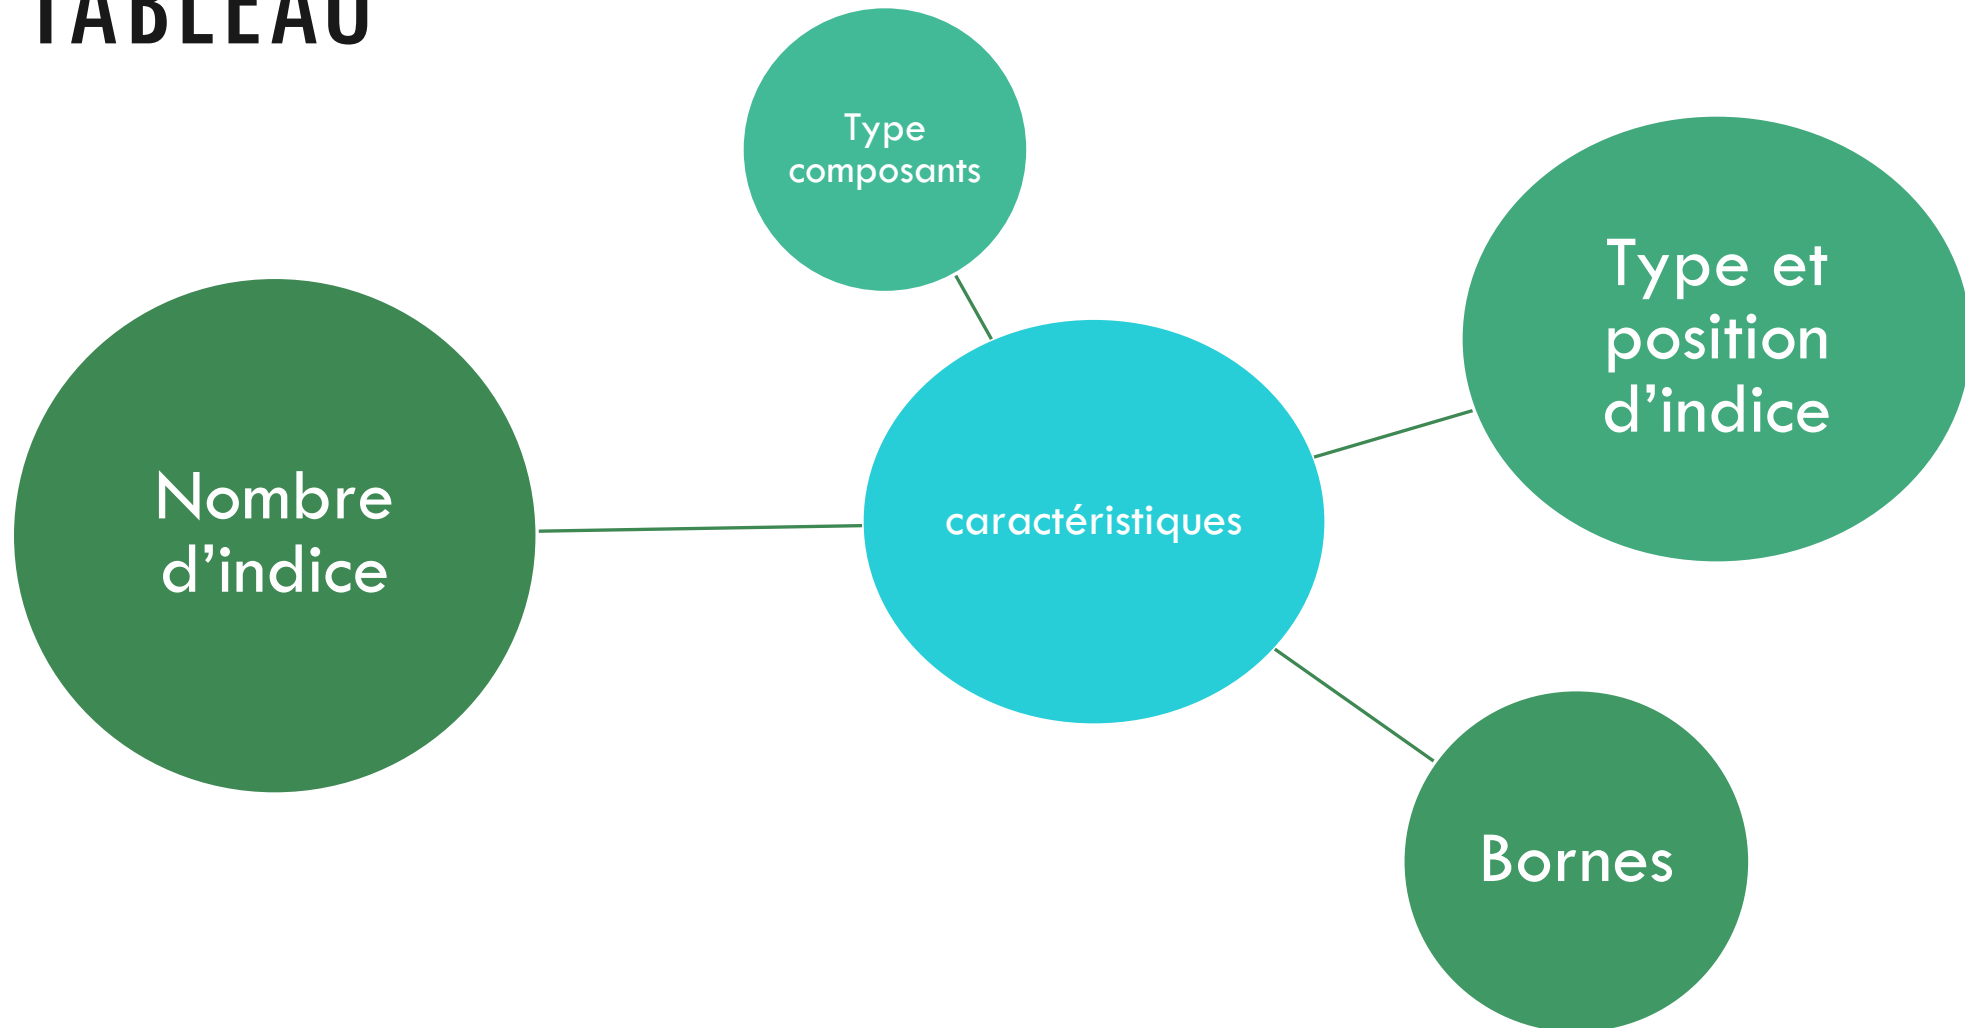 TABLEAU
Type
composants
Type et
position
d’indice
Nombre
d’indice
caractéristiques
Bornes